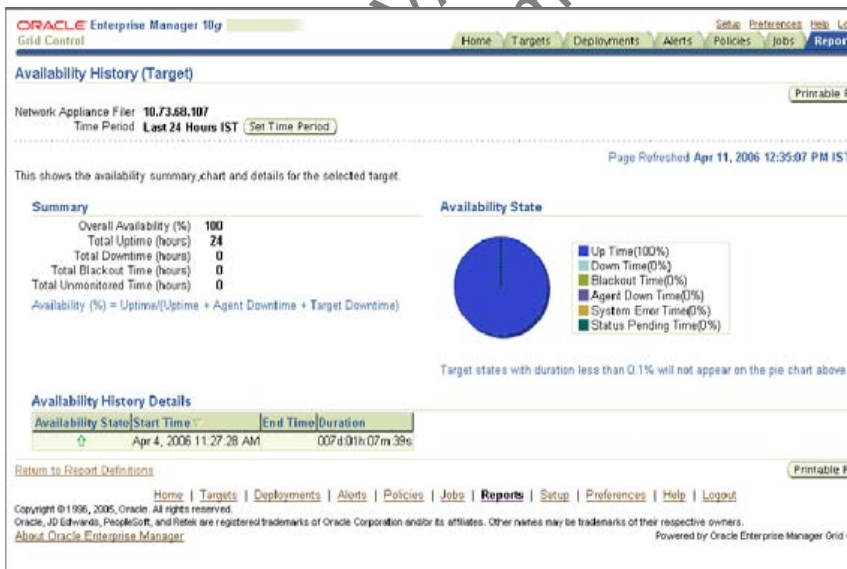 ORACLE Enterprise Manager 10g
Grid Control
Setup Preferences Help
Home Targets Deployments Alerts Policies Jobs
Availability History (Target)
Printable
Network Appliance Filer 10.73.68.107
Time Period Last 24 Hours IST Set Time Period
Page Refreshed Apr 11, 2006 12:35:07 PM IST
This shows the availability summary,chart and details for the selected target.
Summary
Overall Availability (%) 100
Total Uptime (hours) 24
Total Downtime (hours) 0
Total Blackout Time (hours) 0
Total Unmonitored Time (hours) 0
Availability (%) = Uptime/(Uptime + Agent Downtime + Target Downtime)
Availability State
Up Time(100%)
Down Time(0%)
Blackout Time(0%)
Agent Down Time(0%)
System Error Time(0%)
Status Pending Time(0%)
Target states with duration less than 0.1% will not appear on the pie chart above.
Availability History Details
Availability State Start Time End Time Duration
Apr 4, 2006 11:27:28 AM 007d:01h:07m:39s
Return to Report Definitions
Printable
Home | Targets | Deployments | Alerts | Policies | Jobs | Reports | Setup | Preferences | Help | Logout
Copyright © 1996, 2005, Oracle. All rights reserved.
Oracle, JD Edwards, PeopleSoft, and Retek are registered trademarks of Oracle Corporation and/or its affiliates. Other names may be trademarks of their respective owners.
About Oracle Enterprise Manager
Powered by Oracle Enterprise Manager Grid